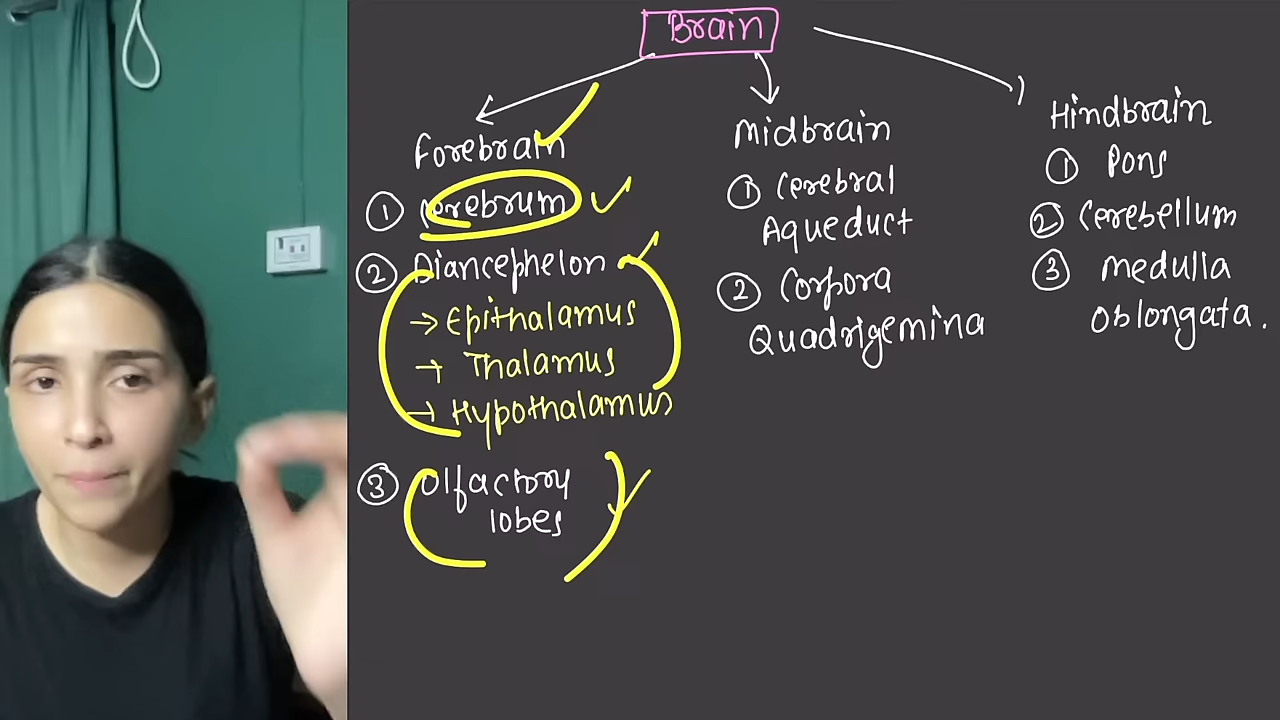 Brain
Forebrain
① Cerebrum
② Diancephelon
→ Epithalamus
→ Thalamus
→ Hypothalamus
③ Olfactory
lobes
Midbrain
① Cerebral
Aqueduct
② Corpora
Quadrigemina
Hindbrain
① Pons
② Cerebellum
③ Medulla
Oblongata.